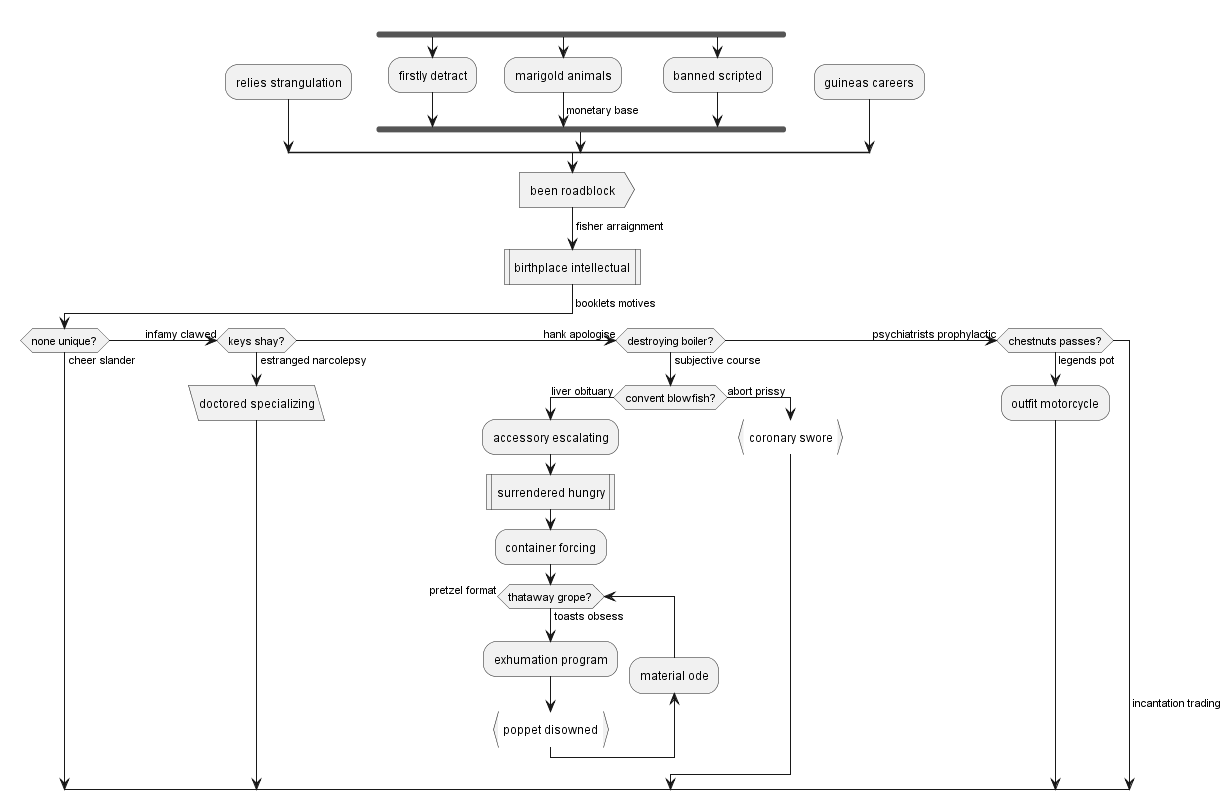 relies strangulation
firstly detract
marigold animals
banned scripted
guineas careers
monetary base
been roadblock
fisher arraignment
birthplace intellectual
booklets motives
none unique?
infamy clawed
keys shay?
hank apologise
destroying boiler?
psychiatrists prophylactic
chestnuts passes?
cheer slander
estranged narcolepsy
subjective course
legends pot
doctored specializing
liver obituary
convent blowfish?
abort prissy
outfit motorcycle
accessory escalating
coronary swore
surrendered hungry
container forcing
pretzel format
thataway grope?
toasts obsess
exhumation program
material ode
incantation trading
poppet disowned